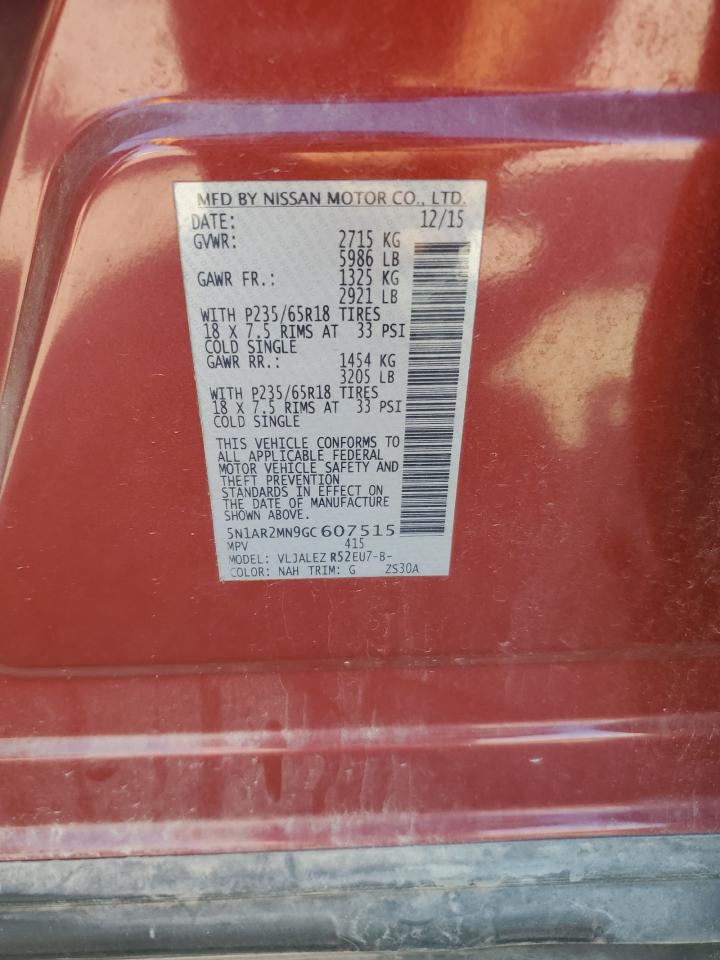 MFD BY NISSAN MOTOR CO., LTD.
DATE: 12/15
GVWR: 2715 KG
5986 LB
GAWR FR.: 1325 KG
2921 LB
WITH P235/65R18 TIRES
18 X 7.5 RIMS AT 33 PSI
COLD SINGLE
GAWR RR.: 1454 KG
3205 LB
WITH P235/65R18 TIRES
18 X 7.5 RIMS AT 33 PSI
COLD SINGLE
THIS VEHICLE CONFORMS TO
ALL APPLICABLE FEDERAL
MOTOR VEHICLE SAFETY AND
THEFT PREVENTION
STANDARDS IN EFFECT ON
THE DATE OF MANUFACTURE
SHOWN ABOVE.
5N1AR2MN9GC607515
MPV 415
MODEL: VLJALEZ R52EU7-B-
COLOR: NAH TRIM: G ZS30A